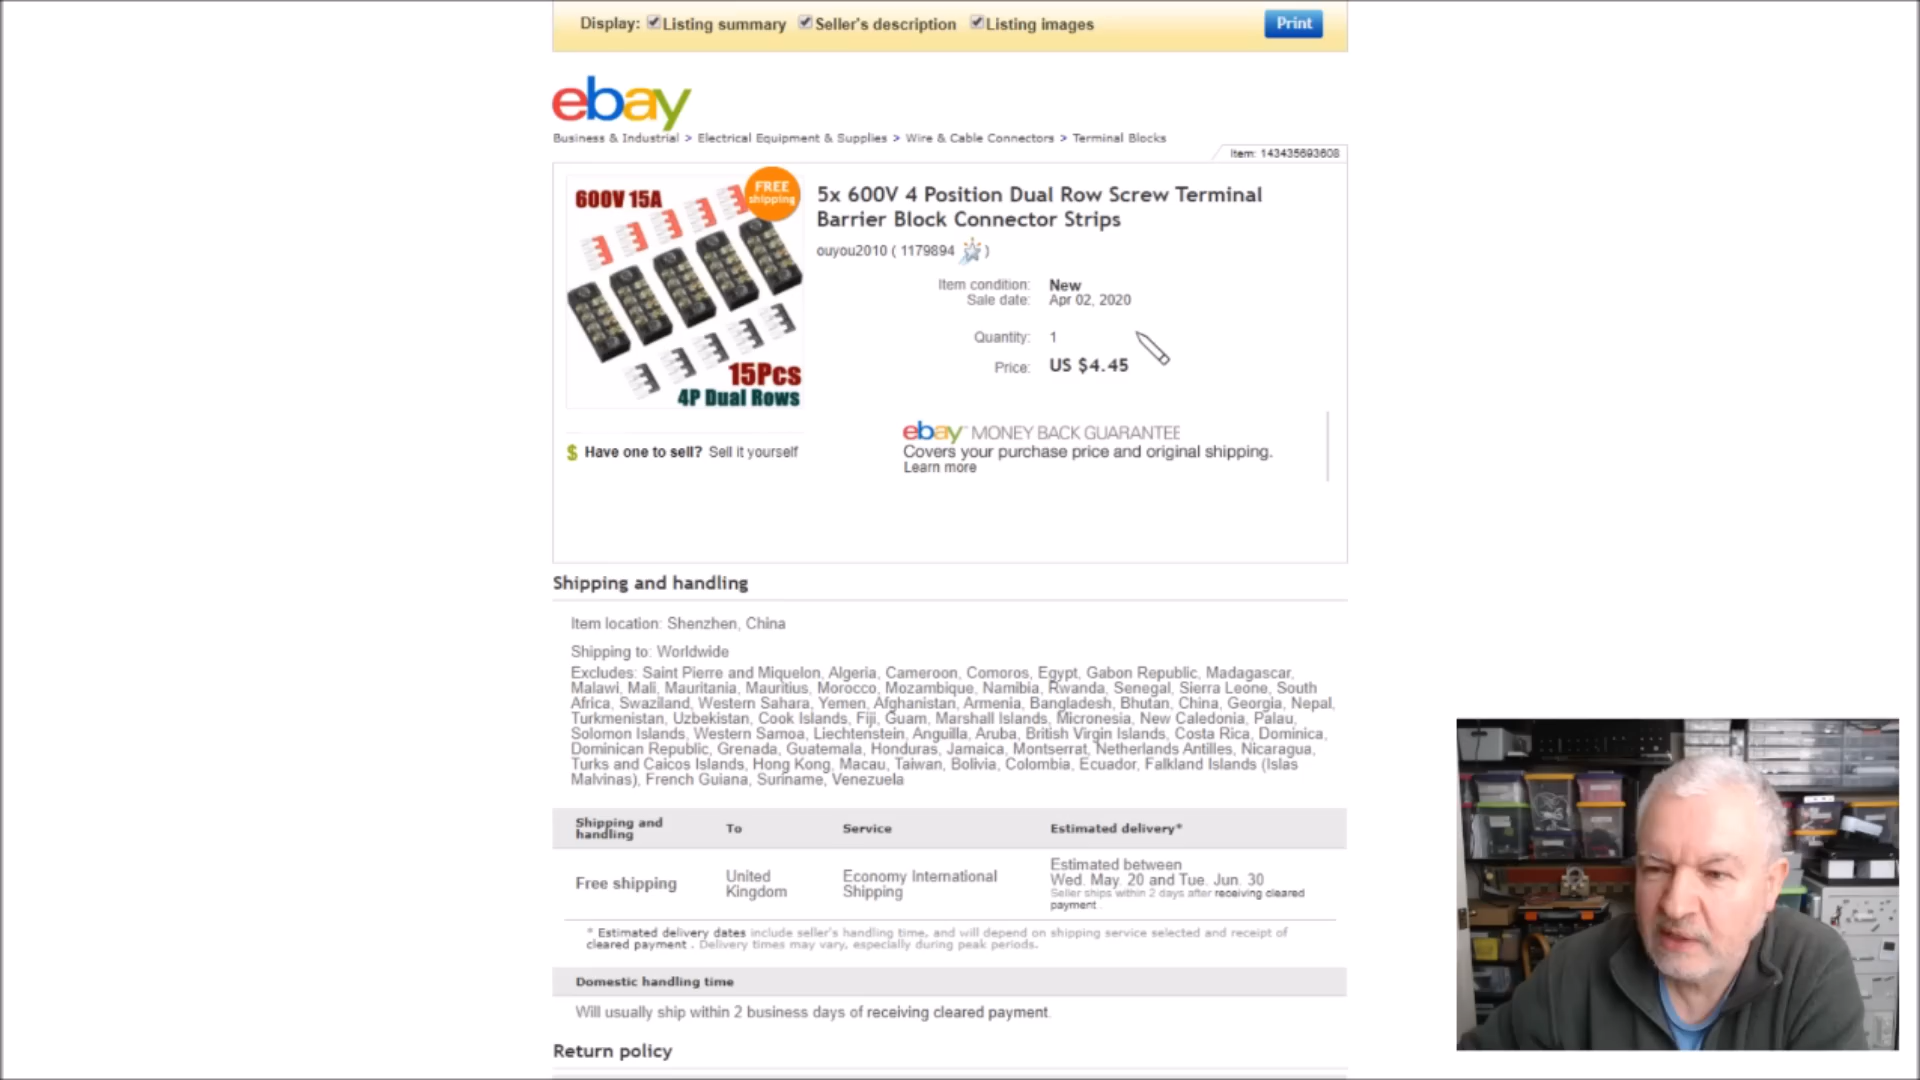 Display: Listing summary Seller's description Listing images Print
ebay
Business & Industrial > Electrical Equipment & Supplies > Wire & Cable Connectors > Terminal Blocks
Item: 143435693608
600V 15A
FREE
shipping
15Pcs
4P Dual Rows
5x 600V 4 Position Dual Row Screw Terminal
Barrier Block Connector Strips
ouyou2010 ( 1179894 )
Item condition: New
Sale date: Apr 02, 2020
Quantity: 1
Price: US $4.45
ebay MONEY BACK GUARANTEE
Covers your purchase price and original shipping.
Learn more
$ Have one to sell? Sell it yourself
Shipping and handling
Item location: Shenzhen, China
Shipping to: Worldwide
Excludes: Saint Pierre and Miquelon, Algeria, Cameroon, Comoros, Egypt, Gabon Republic, Madagascar,
Malawi, Mali, Mauritania, Mauritius, Morocco, Mozambique, Namibia, Rwanda, Senegal, Sierra Leone, South
Africa, Swaziland, Western Sahara, Yemen, Afghanistan, Armenia, Bangladesh, Bhutan, China, Georgia, Nepal,
Turkmenistan, Uzbekistan, Cook Islands, Fiji, Guam, Marshall Islands, Micronesia, New Caledonia, Palau,
Solomon Islands, Western Samoa, Liechtenstein, Anguilla, Aruba, British Virgin Islands, Costa Rica, Dominica,
Dominican Republic, Grenada, Guatemala, Honduras, Jamaica, Montserrat, Netherlands Antilles, Nicaragua,
Turks and Caicos Islands, Hong Kong, Macau, Taiwan, Bolivia, Colombia, Ecuador, Falkland Islands (Islas
Malvinas), French Guiana, Suriname, Venezuela
Shipping and handling To Service Estimated delivery*
Free shipping United Kingdom Economy International Shipping Estimated between
Wed. May. 20 and Tue. Jun. 30
Seller ships within 2 days after receiving cleared
payment .
* Estimated delivery dates include seller's handling time, and will depend on shipping service selected and receipt of
cleared payment . Delivery times may vary, especially during peak periods.
Domestic handling time
Will usually ship within 2 business days of receiving cleared payment.
Return policy